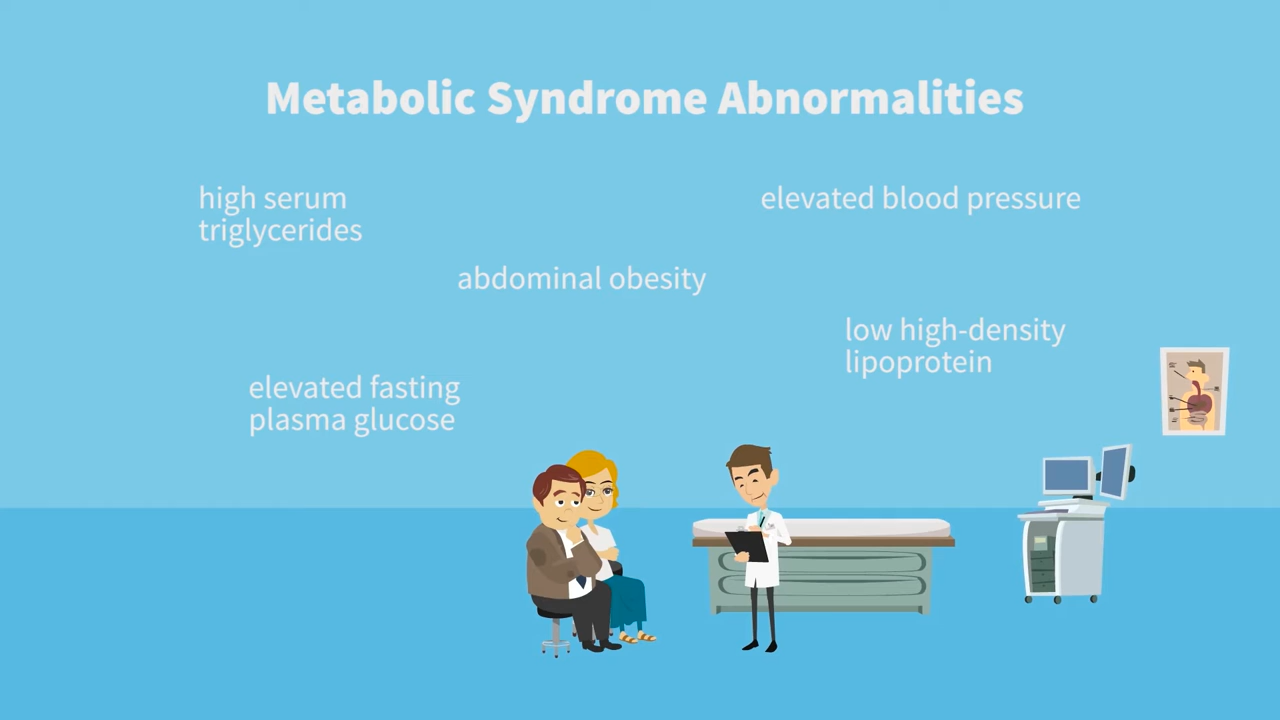 Metabolic Syndrome Abnormalities
high serum
triglycerides
elevated blood pressure
abdominal obesity
low high-density
lipoprotein
elevated fasting
plasma glucose